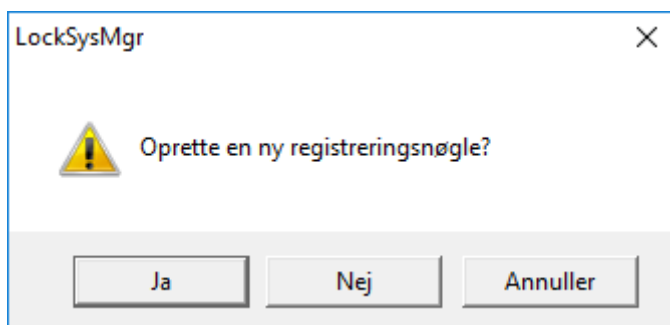 LockSysMgr
Oprette en ny registreringsnøgle?
Ja
Nej
Annuller